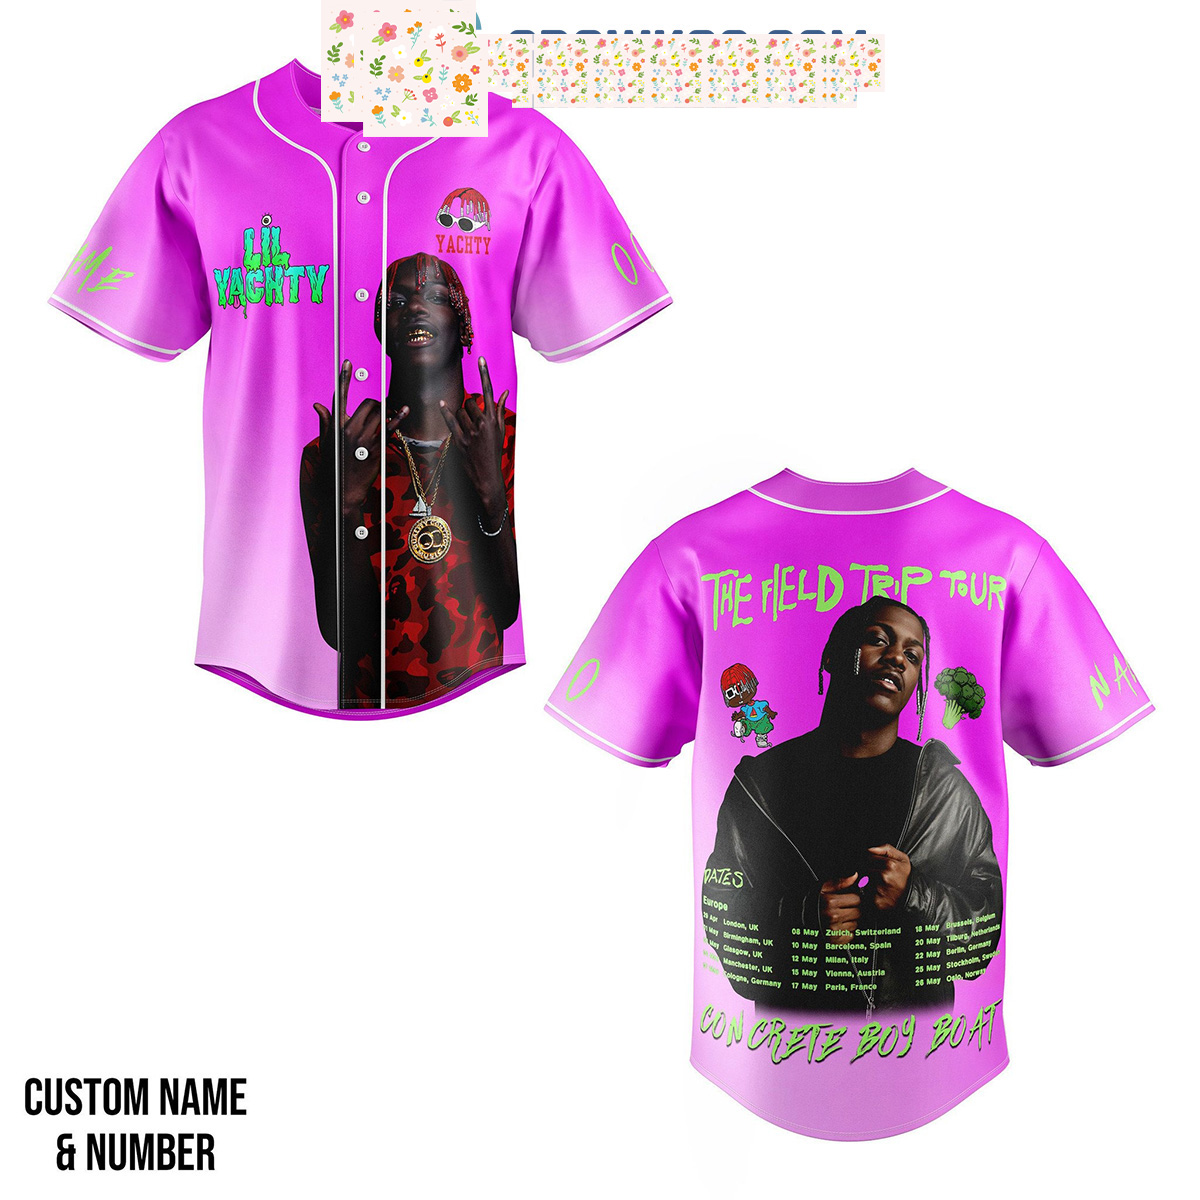 LIL
YACHTY
YACHTY
THE FIELD TRIP TOUR
DATES
Europe
Apr London, UK
May Birmingham, UK
May Glasgow, UK
Manchester, UK
Cologne, Germany
08 May Zurich, Switzerland
10 May Barcelona, Spain
12 May Milan, Italy
15 May Vienna, Austria
17 May Paris, France
18 May Brussels, Belgium
20 May Tilburg, Netherlands
22 May Berlin, Germany
25 May Stockholm,
26 May Oslo, Norway
CONCRETE BOY BOAT
CUSTOM NAME
& NUMBER